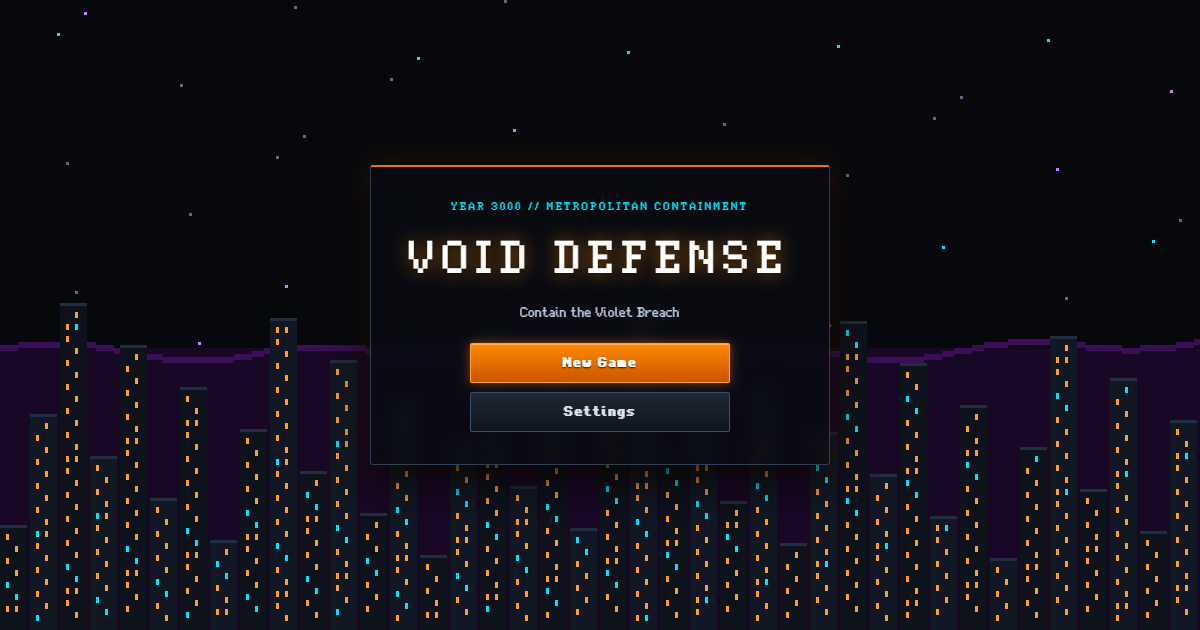 YEAR 3000 // METROPOLITAN CONTAINMENT
VOID DEFENSE
Contain the Violet Breach
New Game
Settings